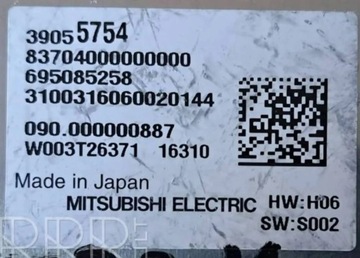 39055754
83704000000000
695085258
3100316060020144
090.000000887
W003T26371 16310
Made in Japan
MITSUBISHI ELECTRIC HW:H06
SW:S002